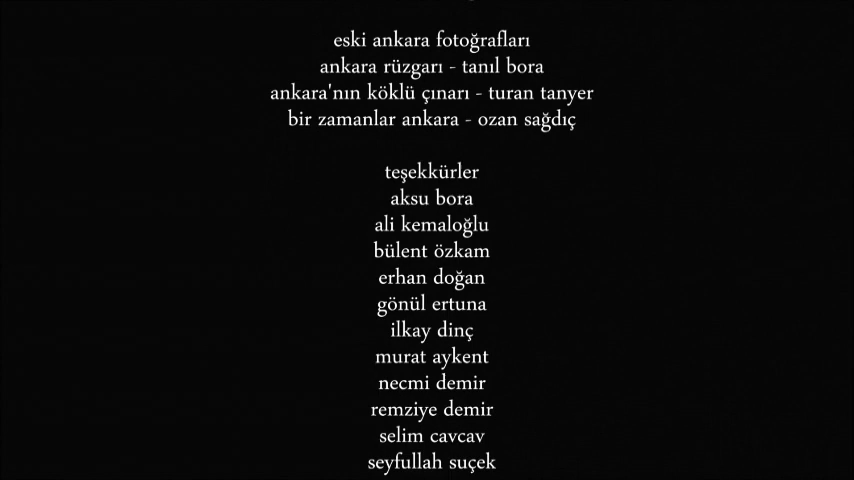 eski ankara fotoğrafları
ankara rüzgarı - tanıl bora
ankara'nın köklü çınarı - turan tanyer
bir zamanlar ankara - ozan sağdıç
teşekkürler
aksu bora
ali kemaloğlu
bülent özkam
erhan doğan
gönül ertuna
ilkay dinç
murat aykent
necmi demir
remziye demir
selim cavcav
seyfullah suçek